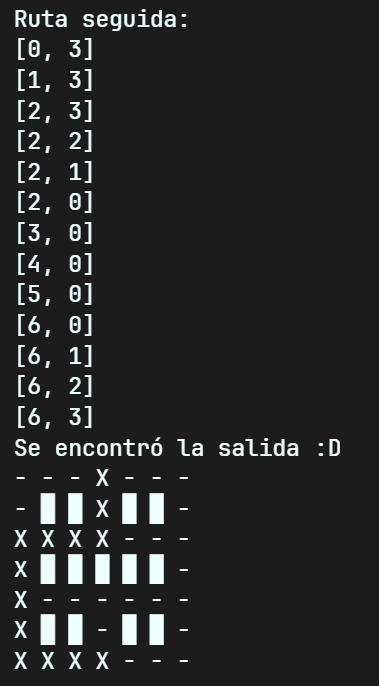 Ruta seguida:
[0, 3]
[1, 3]
[2, 3]
[2, 2]
[2, 1]
[2, 0]
[3, 0]
[4, 0]
[5, 0]
[6, 0]
[6, 1]
[6, 2]
[6, 3]
Se encontró la salida :D
- - - X - - -
- █ █ X █ █ -
X X X X - - -
X █ █ █ █ █ -
X - - - - - -
X █ █ - █ █ -
X X X X - - -